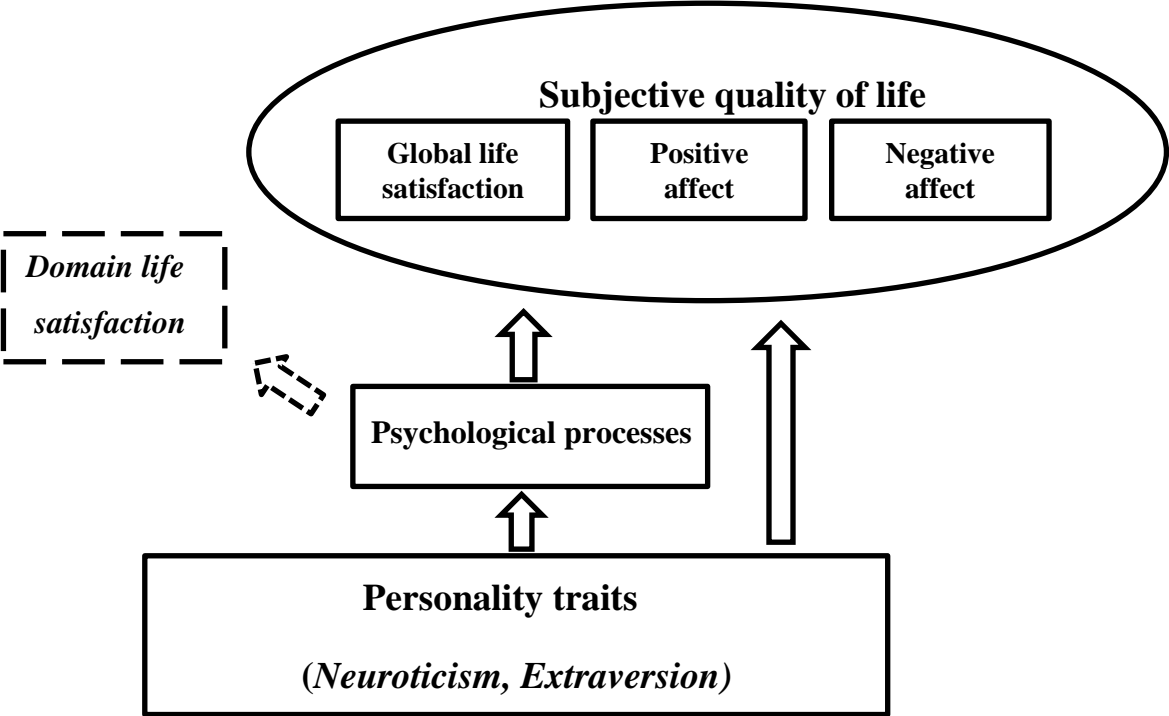 Subjective quality of life
Global life
satisfaction
Positive
affect
Negative
affect
Domain life
satisfaction
Psychological processes
Personality traits
(Neuroticism, Extraversion)